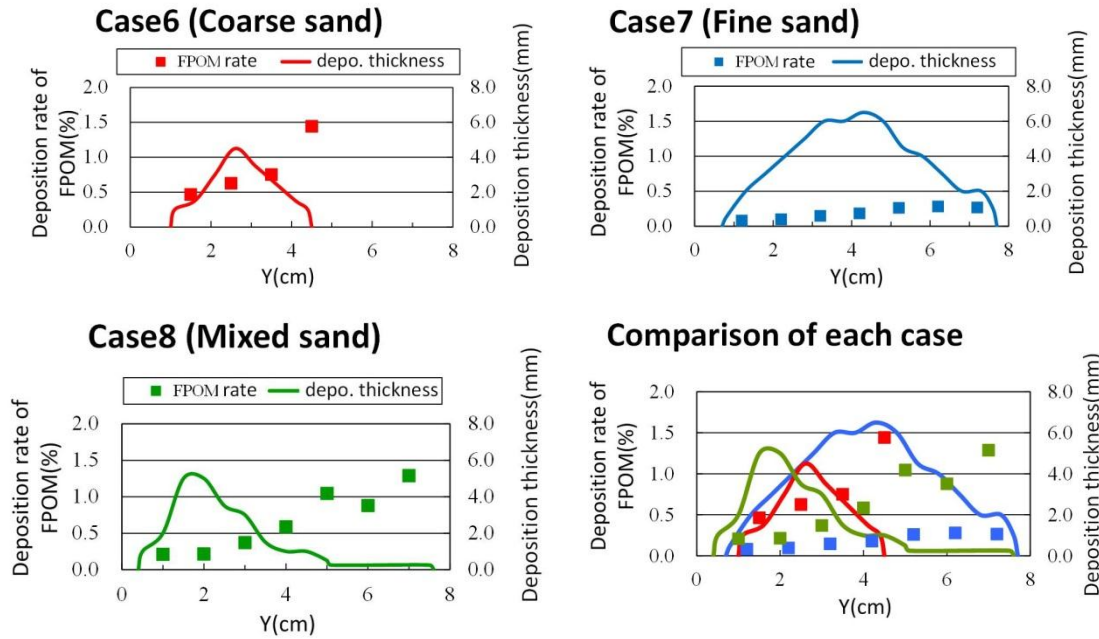 Case6 (Coarse sand)
FPOM rate depo. thickness
Deposition rate of
FPOM(%)
2.0
1.5
1.0
0.5
0.0
8.0
6.0
4.0
2.0
0.0
Deposition thickness(mm)
0 2 4 6 8
Y(cm)
Case7 (Fine sand)
FPOM rate depo. thickness
Deposition rate of
FPOM(%)
2.0
1.5
1.0
0.5
0.0
8.0
6.0
4.0
2.0
0.0
Deposition thickness(mm)
0 2 4 6 8
Y(cm)
Case8 (Mixed sand)
FPOM rate depo. thickness
Deposition rate of
FPOM(%)
2.0
1.5
1.0
0.5
0.0
8.0
6.0
4.0
2.0
0.0
Deposition thickness(mm)
0 2 4 6 8
Y(cm)
Comparison of each case
Deposition rate of
FPOM(%)
2.0
1.5
1.0
0.5
0.0
8.0
6.0
4.0
2.0
0.0
Deposition thickness(mm)
0 2 4 6 8
Y(cm)